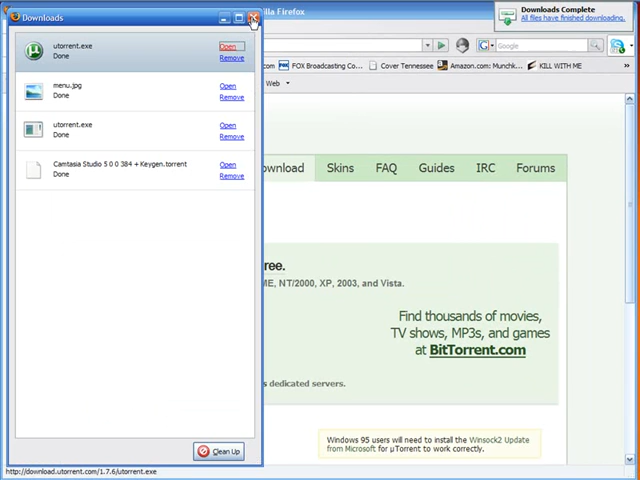 Downloads
illa Firefox
Downloads Complete
All files have finished downloading.
utorrent.exe
Done
Open
Remove
menu.jpg
Done
Open
Remove
utorrent.exe
Done
Open
Remove
Camtasia Studio 5 0 0 384 + Keygen.torrent
Done
Open
Remove
Clean Up
http://download.utorrent.com/1.7.6/utorrent.exe
Google
com/
FOX Broadcasting Co...
Cover Tennessee
Amazon.com: Munchk...
KILL WITH ME
»
Web
ownload
Skins
FAQ
Guides
IRC
Forums
ree.
ME, NT/2000, XP, 2003, and Vista.
Find thousands of movies,
TV shows, MP3s, and games
at BitTorrent.com
s dedicated servers.
Windows 95 users will need to install the Winsock2 Update
from Microsoft for µTorrent to work correctly.